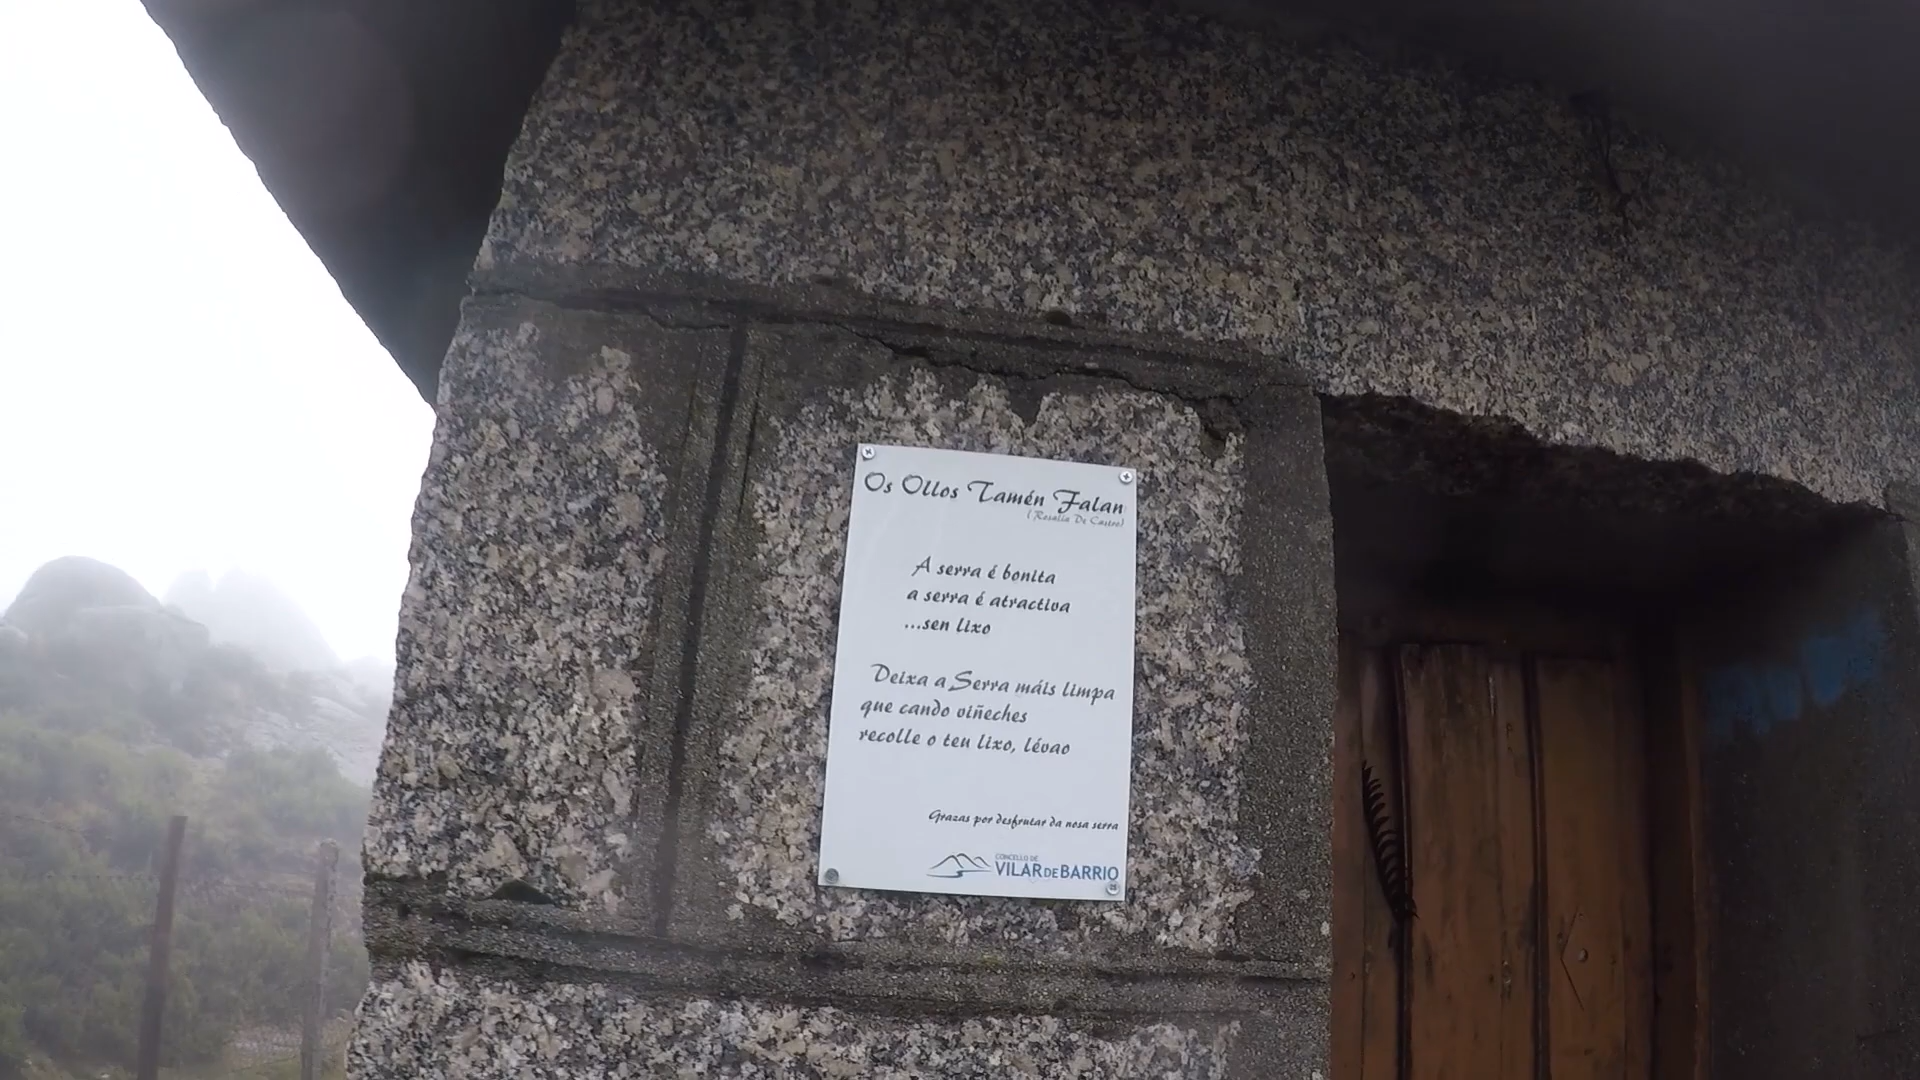 Os Ollos Tamén Falan
(Rosalía De Castro)
A serra é bonita
a serra é atractiva
...sen lixo
Deixa a Serra máis limpa
que cando viñeches
recolle o teu lixo, lévao
Grazas por desfrutar da nosa serra
CONCELLO DE
VILAR DE BARRIO